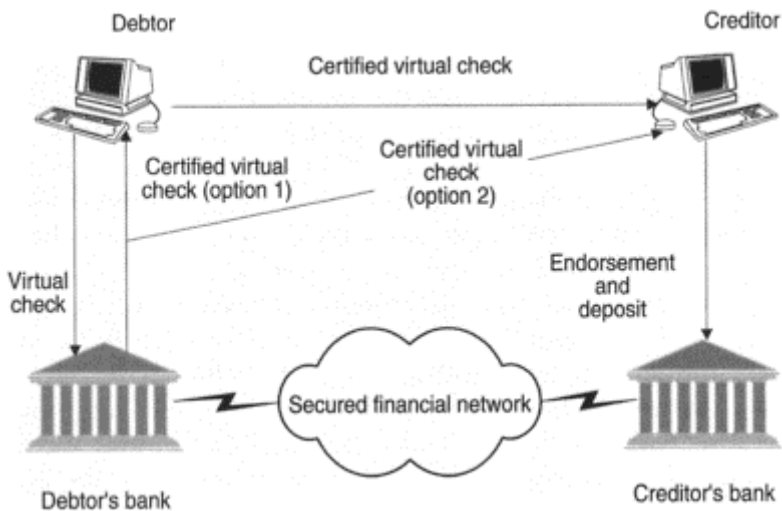 Debtor
Creditor
Certified virtual check
Certified virtual
check (option 1)
Certified virtual
check
(option 2)
Virtual
check
Endorsement
and
deposit
Secured financial network
Debtor's bank
Creditor's bank